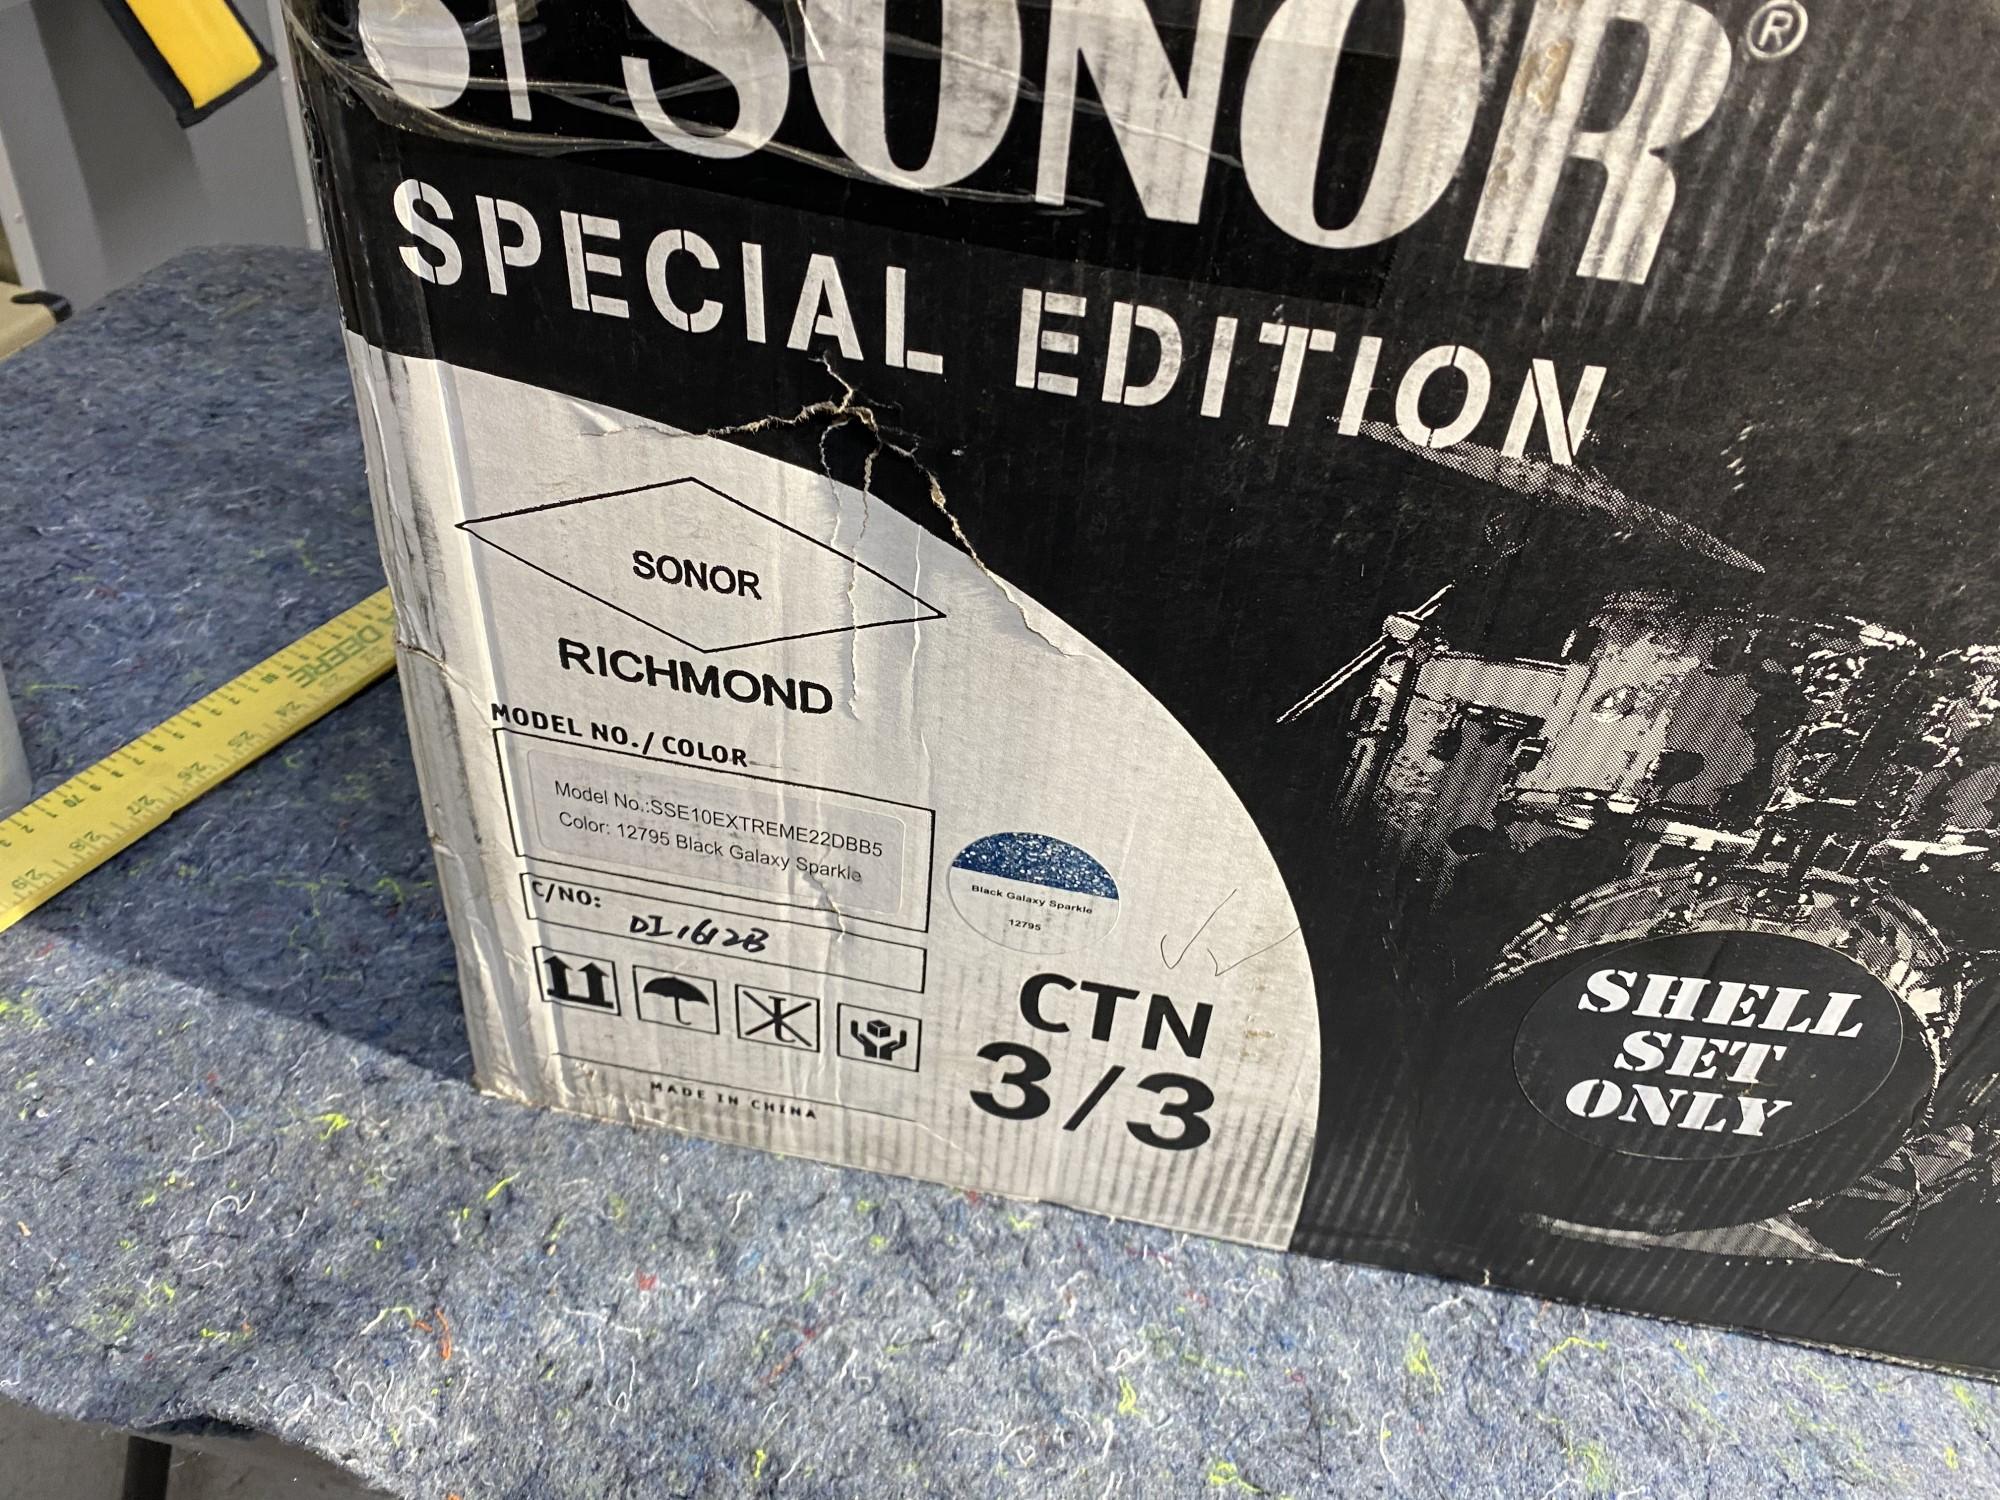 SONOR®
SPECIAL EDITION
SONOR
RICHMOND
MODEL NO./COLOR
Model No.:SSE10EXTREME22DBB5
Color: 12795 Black Galaxy Sparkle
Black Galaxy Sparkle
12795
C/NO:
CTN
3/3
MADE IN CHINA
SHELL
SET
ONLY
DEERE